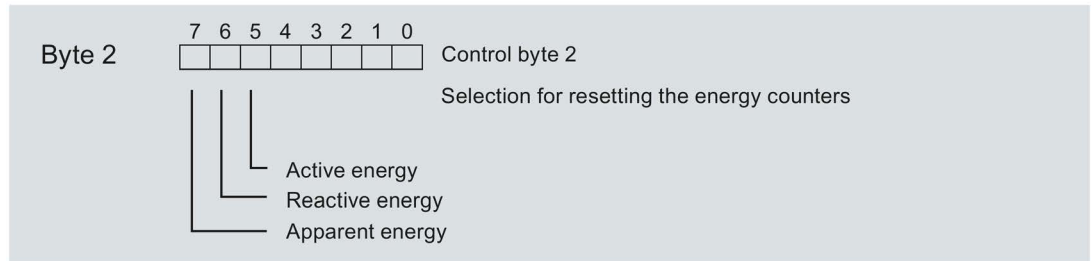 7 6 5 4 3 2 1 0
Byte 2
Control byte 2
Selection for resetting the energy counters
Active energy
Reactive energy
Apparent energy